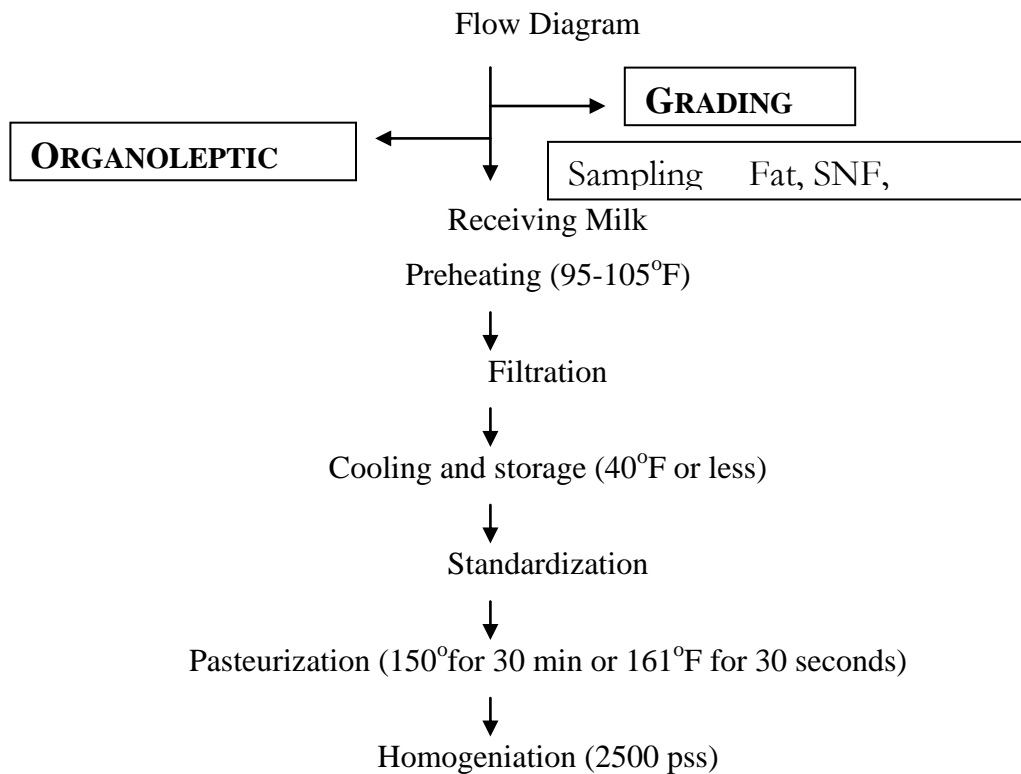 Flow Diagram
GRADING
ORGANOLEPTIC
Sampling Fat, SNF,
Receiving Milk
Preheating (95-105°F)
Filtration
Cooling and storage (40°F or less)
Standardization
Pasteurization (150°for 30 min or 161°F for 30 seconds)
Homogeniation (2500 pss)